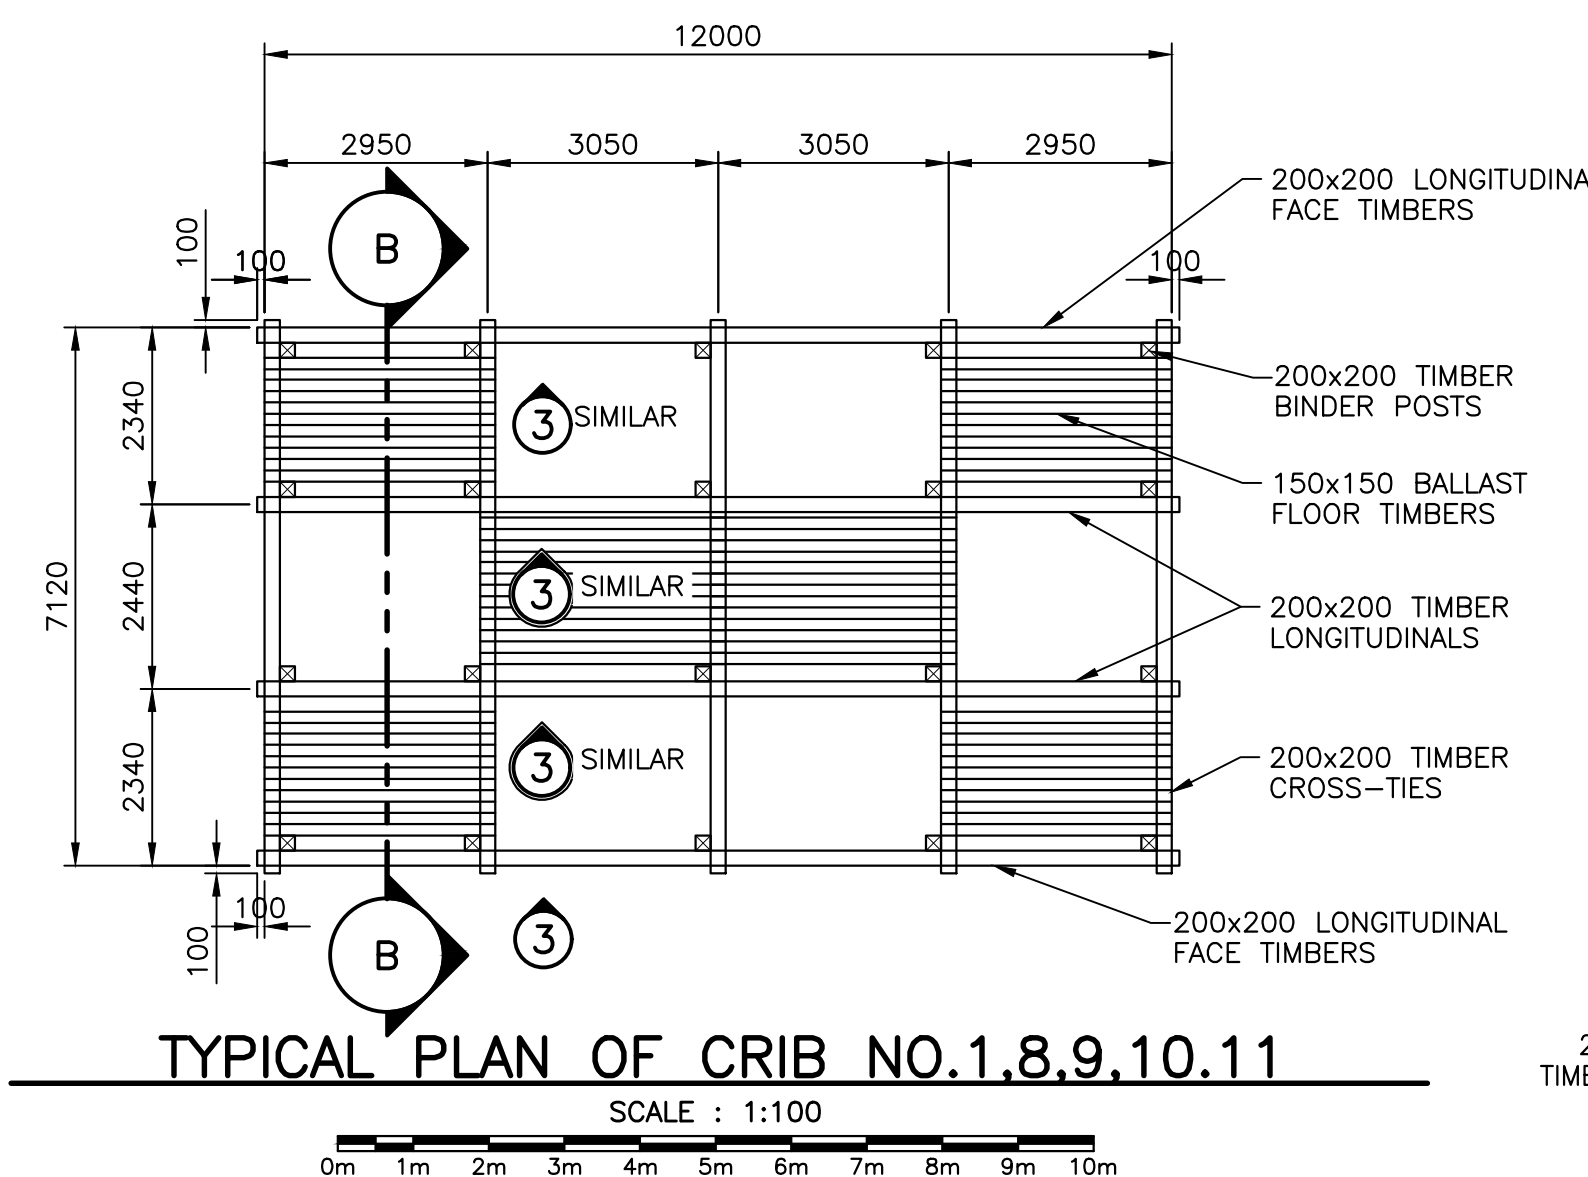 12000
2950 3050 3050 2950
200x200 LONGITUDINA
FACE TIMBERS
100
100
B
100
200x200 TIMBER
BINDER POSTS
2340
3 SIMILAR
150x150 BALLAST
FLOOR TIMBERS
7120
2440
3 SIMILAR
200x200 TIMBER
LONGITUDINALS
2340
3 SIMILAR
200x200 TIMBER
CROSS-TIES
100
100
B
3
200x200 LONGITUDINAL
FACE TIMBERS
TYPICAL PLAN OF CRIB NO.1,8,9,10.11
2
TIMB
SCALE : 1:100
0m 1m 2m 3m 4m 5m 6m 7m 8m 9m 10m